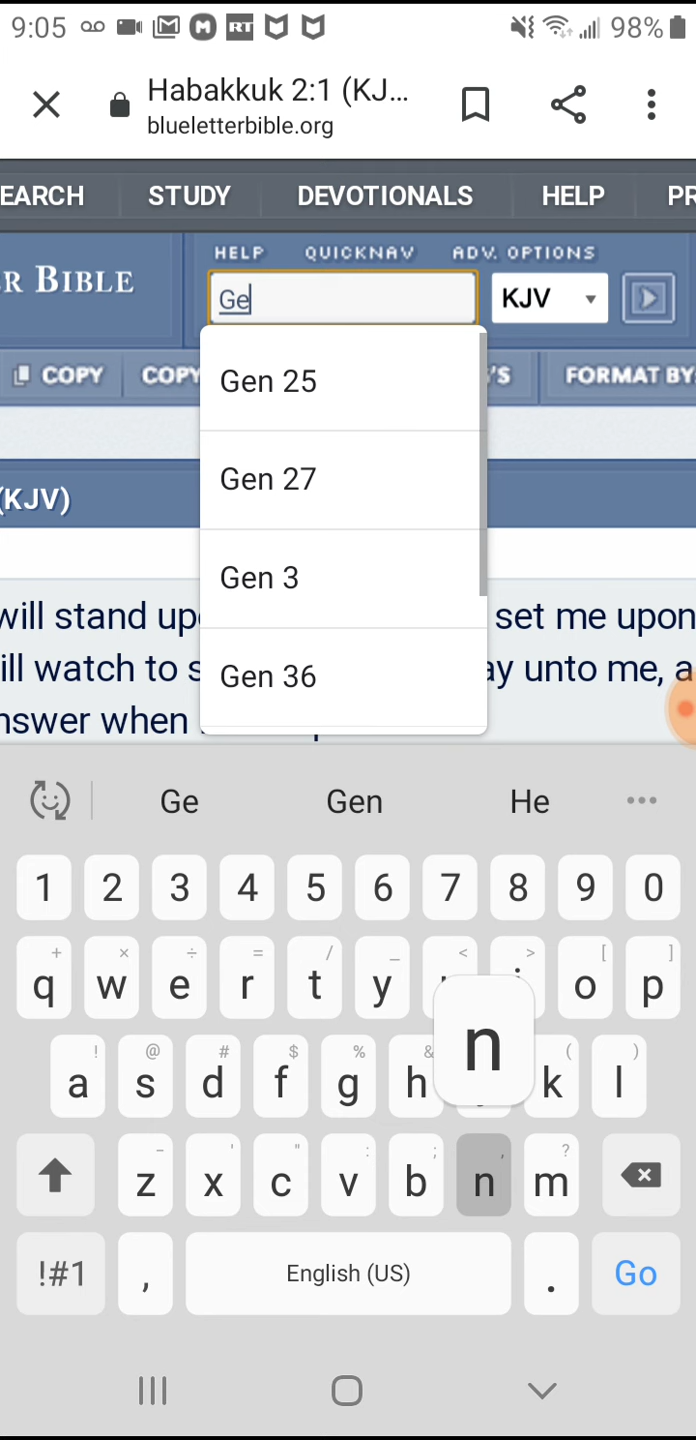 9:05 98%
Habakkuk 2:1 (KJ...
blueletterbible.org
EARCH STUDY DEVOTIONALS HELP PR
HELP QUICKNAV ADV. OPTIONS
R BIBLE
Ge KJV
COPY COPY 'S FORMAT BY
Gen 25
(KJV)
Gen 27
Gen 3
will stand up set me upon
Gen 36
ill watch to s ay unto me, a
nswer when
Ge Gen He ...
1 2 3 4 5 6 7 8 9 0
+ × ÷ = / _ < > [ ]
q w e r t y o p
n
! @ # $ % & ( )
a s d f g h k l
- ' " : ; , ?
z x c v b n m
!#1 , English (US) . Go